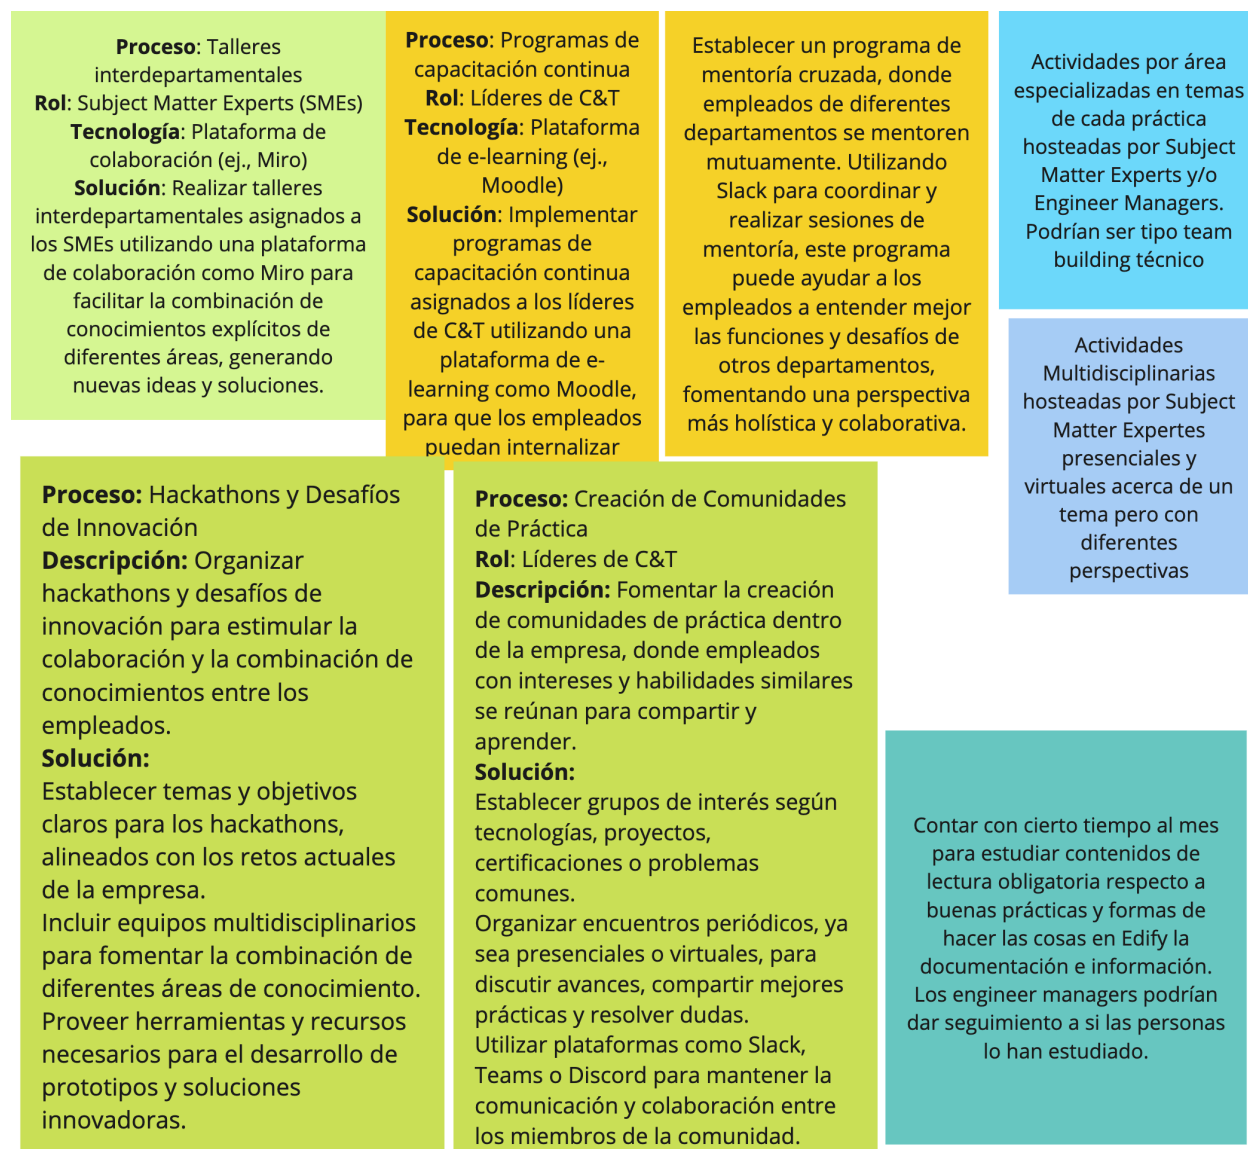 Proceso: Talleres
interdepartamentales
Rol: Subject Matter Experts (SMEs)
Tecnología: Plataforma de
colaboración (ej., Miro)
Solución: Realizar talleres
interdepartamentales asignados a
los SMEs utilizando una plataforma
de colaboración como Miro para
facilitar la combinación de
conocimientos explícitos de
diferentes áreas, generando
nuevas ideas y soluciones.
Proceso: Programas de
capacitación continua
Rol: Líderes de C&T
Tecnología: Plataforma
de e-learning (ej.,
Moodle)
Solución: Implementar
programas de
capacitación continua
asignados a los líderes
de C&T utilizando una
plataforma de e-
learning como Moodle,
para que los empleados
puedan internalizar
Establecer un programa de
mentoría cruzada, donde
empleados de diferentes
departamentos se mentoren
mutuamente. Utilizando
Slack para coordinar y
realizar sesiones de
mentoría, este programa
puede ayudar a los
empleados a entender mejor
las funciones y desafíos de
otros departamentos,
fomentando una perspectiva
más holística y colaborativa.
Actividades por área
especializadas en temas
de cada práctica
hosteadas por Subject
Matter Experts y/o
Engineer Managers.
Podrían ser tipo team
building técnico
Actividades
Multidisciplinarias
hosteadas por Subject
Matter Expertes
presenciales y
virtuales acerca de un
tema pero con
diferentes
perspectivas
Proceso: Hackathons y Desafíos
de Innovación
Descripción: Organizar
hackathons y desafíos de
innovación para estimular la
colaboración y la combinación de
conocimientos entre los
empleados.
Solución:
Establecer temas y objetivos
claros para los hackathons,
alineados con los retos actuales
de la empresa.
Incluir equipos multidisciplinarios
para fomentar la combinación de
diferentes áreas de conocimiento.
Proveer herramientas y recursos
necesarios para el desarrollo de
prototipos y soluciones
innovadoras.
Proceso: Creación de Comunidades
de Práctica
Rol: Líderes de C&T
Descripción: Fomentar la creación
de comunidades de práctica dentro
de la empresa, donde empleados
con intereses y habilidades similares
se reúnan para compartir y
aprender.
Solución:
Establecer grupos de interés según
tecnologías, proyectos,
certificaciones o problemas
comunes.
Organizar encuentros periódicos, ya
sea presenciales o virtuales, para
discutir avances, compartir mejores
prácticas y resolver dudas.
Utilizar plataformas como Slack,
Teams o Discord para mantener la
comunicación y colaboración entre
los miembros de la comunidad.
Contar con cierto tiempo al mes
para estudiar contenidos de
lectura obligatoria respecto a
buenas prácticas y formas de
hacer las cosas en Edify la
documentación e información.
Los engineer managers podrían
dar seguimiento a si las personas
lo han estudiado.